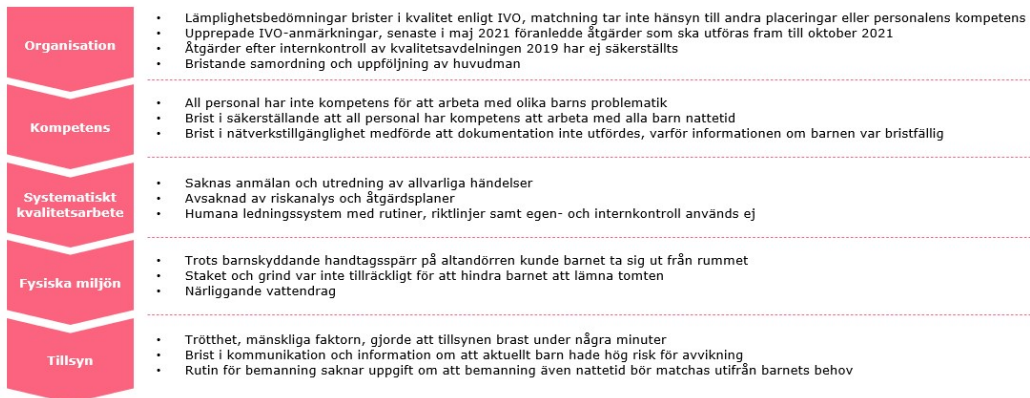 Organisation
• Lämplighetsbedömningar brister i kvalitet enligt IVO, matchning tar inte hänsyn till andra placeringar eller personalens kompetens
• Upprepade IVO-anmärkningar, senaste i maj 2021 föranledde åtgärder som ska utföras fram till oktober 2021
• Åtgärder efter internkontroll av kvalitetsavdelningen 2019 har ej säkerställts
• Bristande samordning och uppföljning av huvudman
Kompetens
• All personal har inte kompetens för att arbeta med olika barns problematik
• Brist i säkerställande att all personal har kompetens att arbeta med alla barn nattetid
• Brist i nätverkstillgänglighet medförde att dokumentation inte utfördes, varför informationen om barnen var bristfällig
Systematiskt
kvalitetsarbete
• Saknas anmälan och utredning av allvarliga händelser
• Avsaknad av riskanalys och åtgärdsplaner
• Humana ledningssystem med rutiner, riktlinjer samt egen- och internkontroll används ej
Fysiska miljön
• Trots barnskyddande handtagsspärr på altandörren kunde barnet ta sig ut från rummet
• Staket och grind var inte tillräckligt för att hindra barnet att lämna tomten
• Närliggande vattendrag
Tillsyn
• Trötthet, mänskliga faktorn, gjorde att tillsynen brast under några minuter
• Brist i kommunikation och information om att aktuellt barn hade hög risk för avvikning
• Rutin för bemanning saknar uppgift om att bemanning även nattetid bör matchas utifrån barnets behov